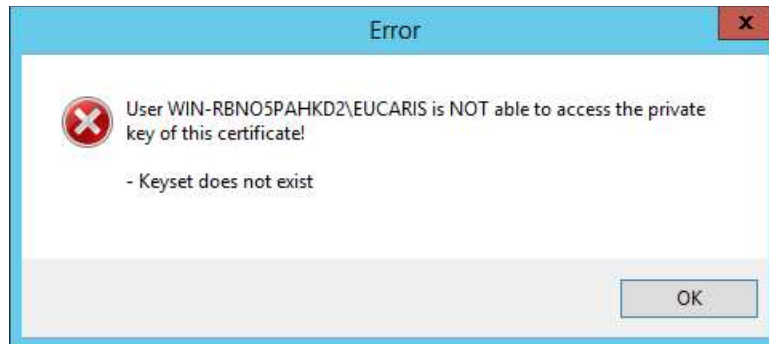 Error
x
User WIN-RBNO5PAHKD2\EUCARIS is NOT able to access the private
key of this certificate!
- Keyset does not exist
OK